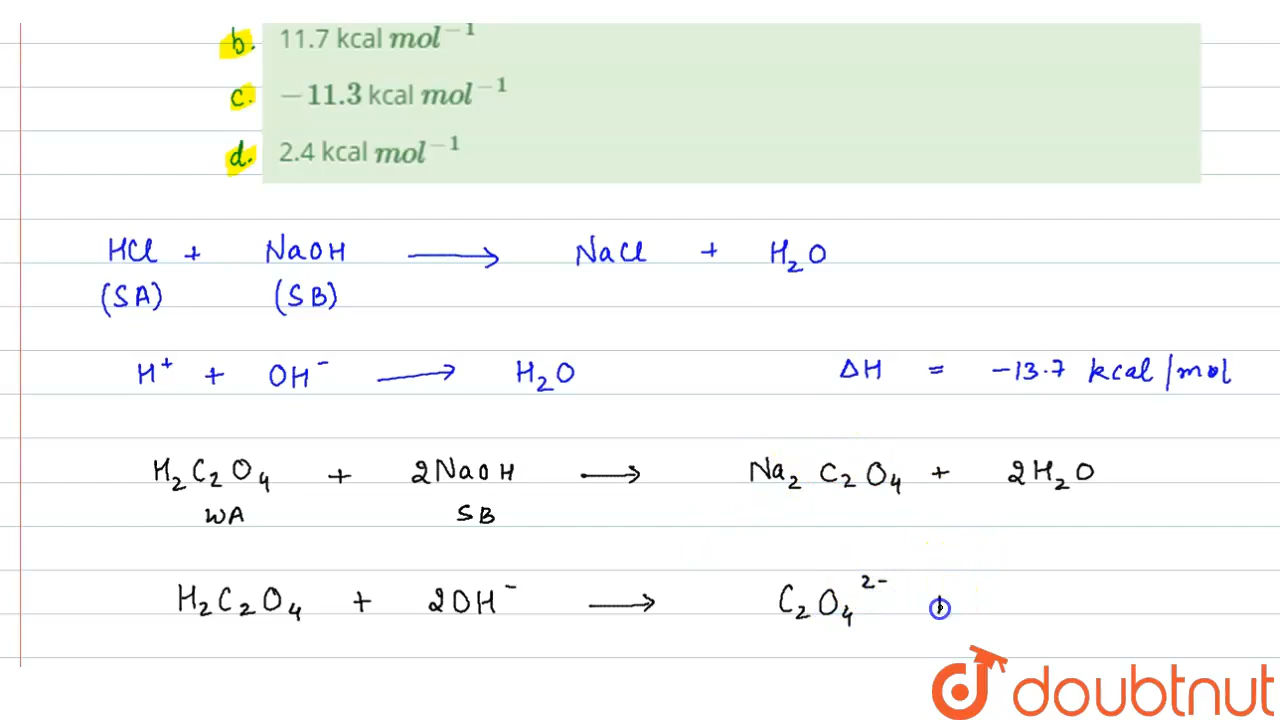 b. 11.7 kcal mol⁻¹
c. −11.3 kcal mol⁻¹
d. 2.4 kcal mol⁻¹
HCl + NaOH ⟶ NaCl + H₂O
(SA) (SB)
H⁺ + OH⁻ ⟶ H₂O ΔH = −13.7 kcal/mol
H₂C₂O₄ + 2NaOH ⟶ Na₂C₂O₄ + 2H₂O
WA SB
H₂C₂O₄ + 2OH⁻ ⟶ C₂O₄²⁻ +
doubtnut